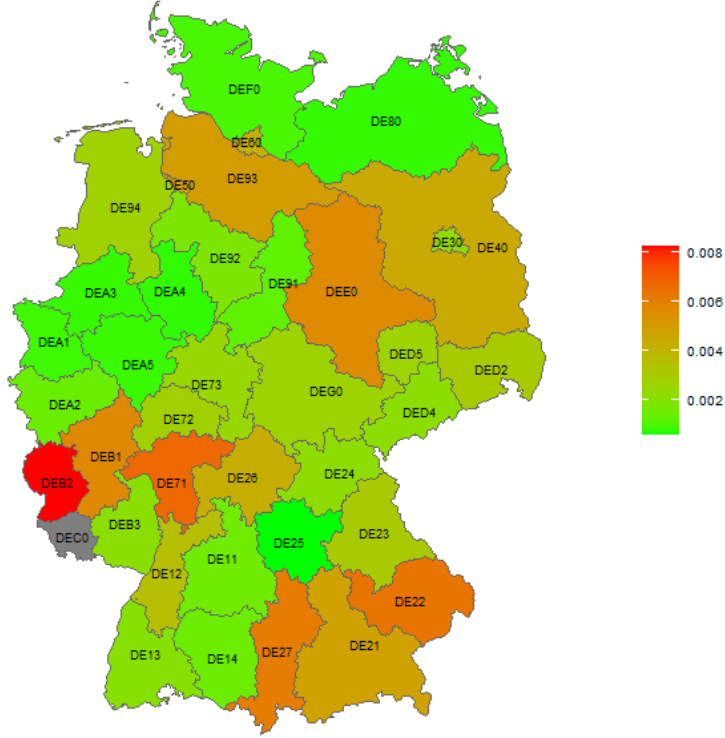 DEF0
DE80
DE60
DE93
DE50
DE94
DE30
DE40
DE92
DE91
DEE0
DEA3
DEA4
DEA1
DEA5
DED5
DED2
DE73
DEG0
DEA2
DED4
DE72
DEB1
DEB2
DE71
DE26
DE24
DEC0
DEB3
DE11
DE25
DE23
DE12
DE22
DE13
DE14
DE27
DE21
0.008
0.006
0.004
0.002